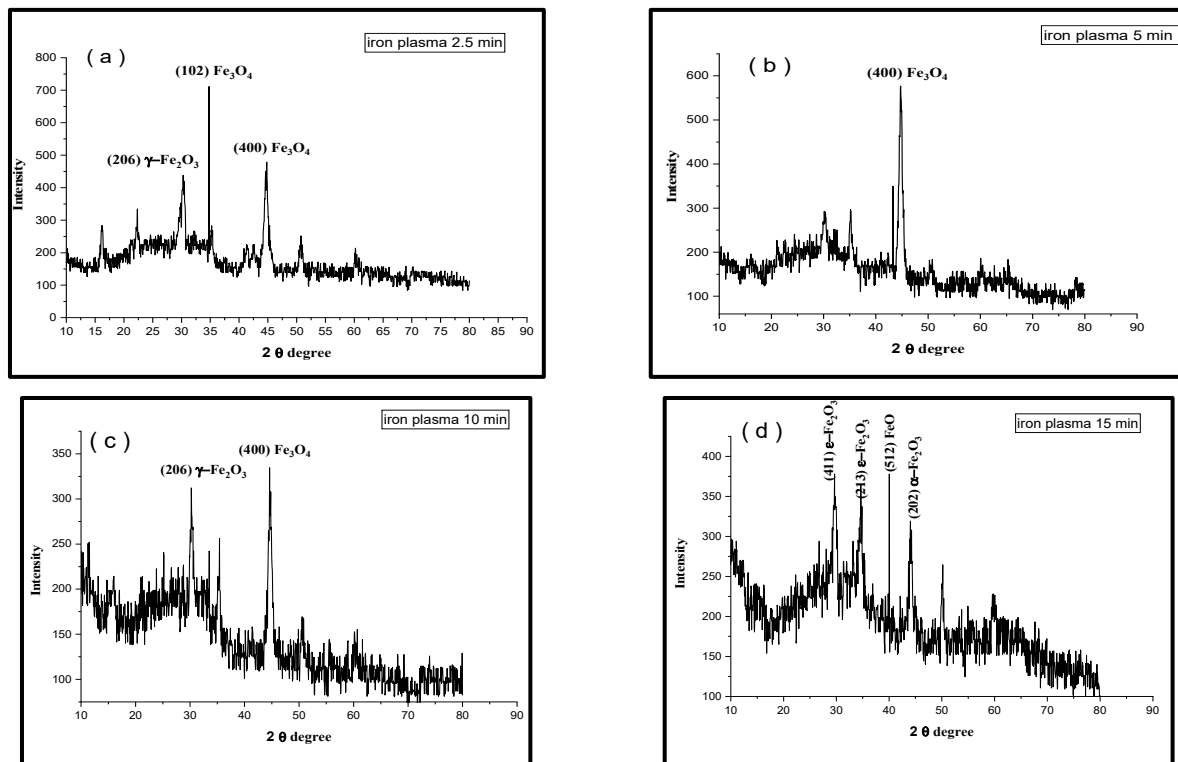 iron plasma 2.5 min
( a )
800
700
600
500
400
300
200
100
0
Intensity
(102) Fe₃O₄
(206) γ–Fe₂O₃
(400) Fe₃O₄
10 15 20 25 30 35 40 45 50 55 60 65 70 75 80 85 90
2 θ degree
iron plasma 5 min
( b )
600
500
400
300
200
100
Intensity
(400) Fe₃O₄
10 20 30 40 50 60 70 80 90
2 θ degree
iron plasma 10 min
( c )
350
300
250
200
150
100
Intensity
(206) γ–Fe₂O₃
(400) Fe₃O₄
10 20 30 40 50 60 70 80 90
2 θ degree
iron plasma 15 min
( d )
400
350
300
250
200
150
100
Intensity
(411) ε–Fe₂O₃
(213) ε–Fe₂O₃
(512) FeO
(202) α–Fe₂O₃
10 20 30 40 50 60 70 80 90
2 θ degree